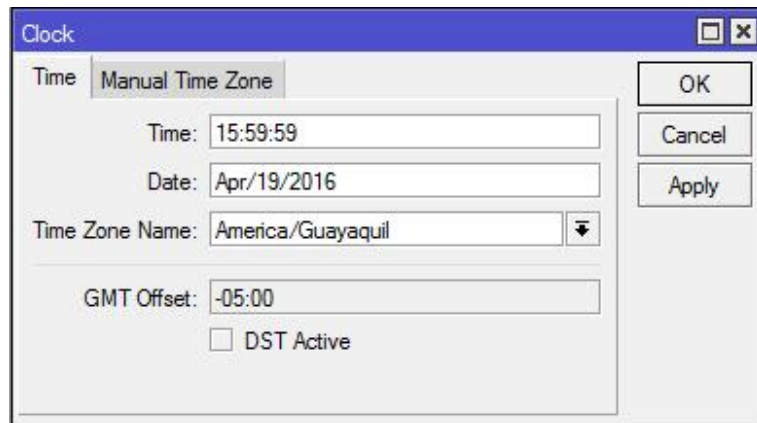 Clock
Time Manual Time Zone
OK
Time: 15:59:59
Cancel
Date: Apr/19/2016
Apply
Time Zone Name: America/Guayaquil
GMT Offset: -05:00
DST Active